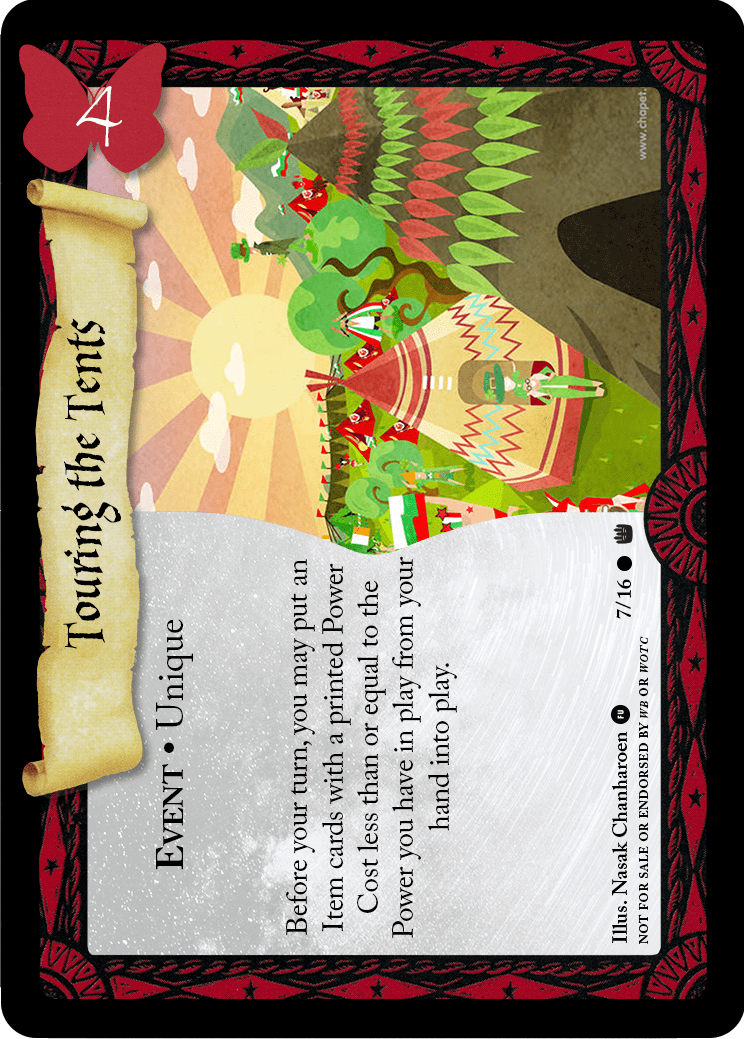 4
Touring the Tents
EVENT • Unique
Before your turn, you may put an
Item cards with a printed Power
Cost less than or equal to the
Power you have in play from your
hand into play.
Illus. Nasak Chanharoen FU
7/16
NOT FOR SALE OR ENDORSED BY WB OR WOTC
www.chapet.